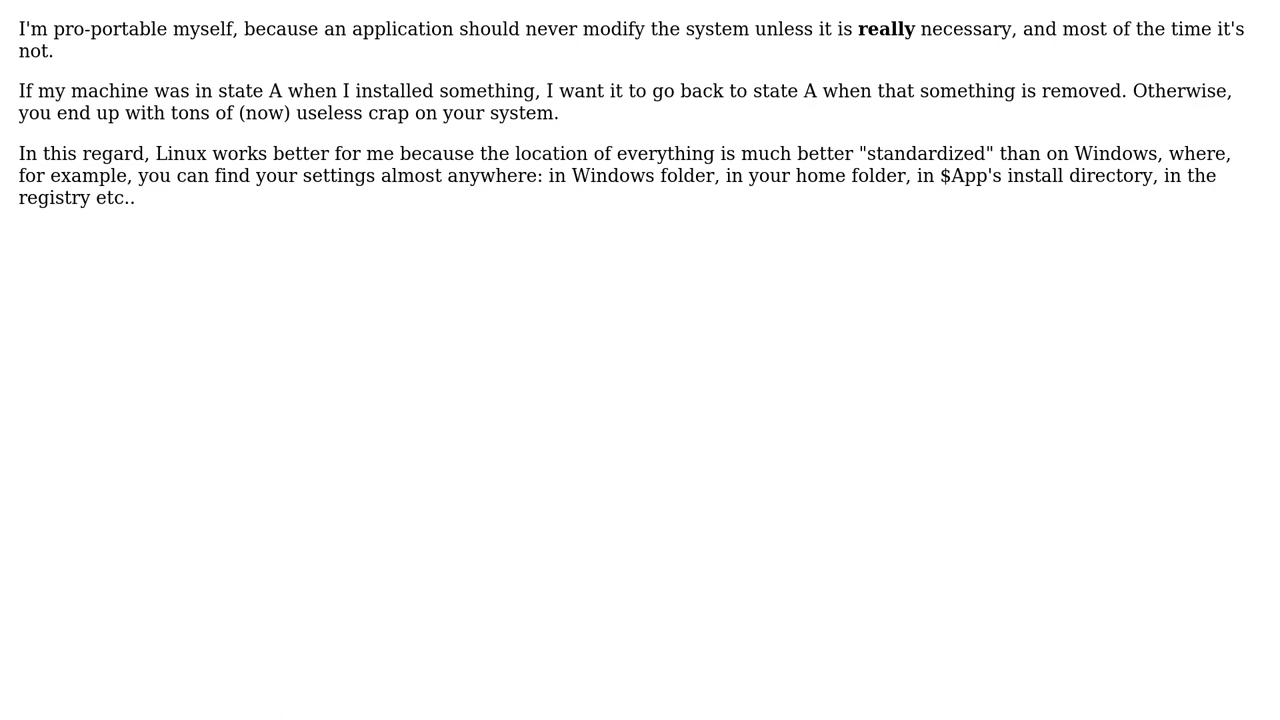 I'm pro-portable myself, because an application should never modify the system unless it is really necessary, and most of the time it's
not.
If my machine was in state A when I installed something, I want it to go back to state A when that something is removed. Otherwise,
you end up with tons of (now) useless crap on your system.
In this regard, Linux works better for me because the location of everything is much better "standardized" than on Windows, where,
for example, you can find your settings almost anywhere: in Windows folder, in your home folder, in $App's install directory, in the
registry etc..